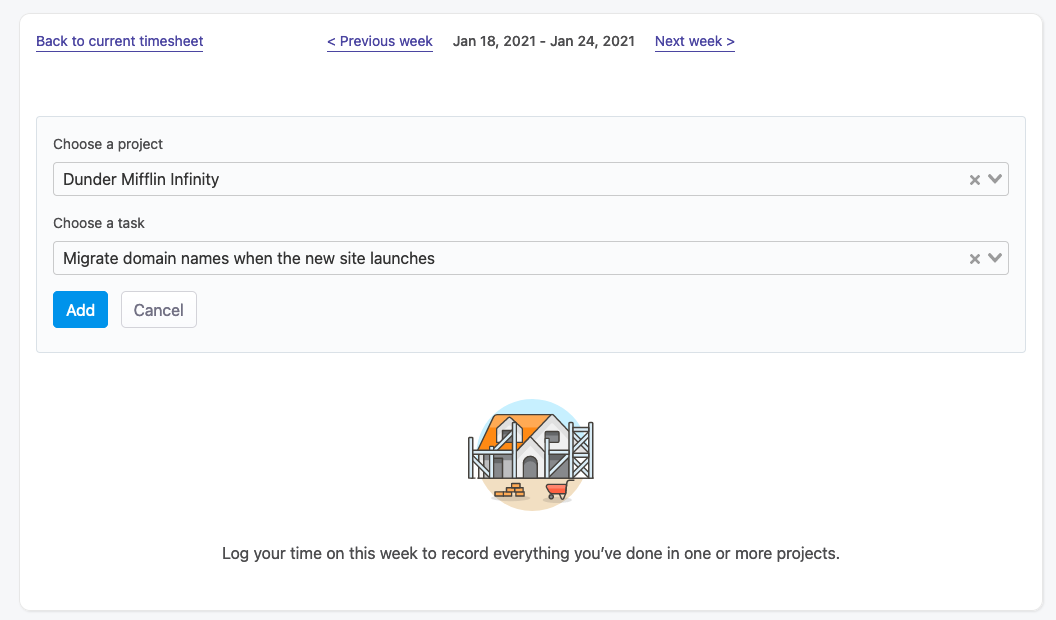 Back to current timesheet
< Previous week
Jan 18, 2021 - Jan 24, 2021
Next week >
Choose a project
Dunder Mifflin Infinity
Choose a task
Migrate domain names when the new site launches
Add
Cancel
Log your time on this week to record everything you’ve done in one or more projects.